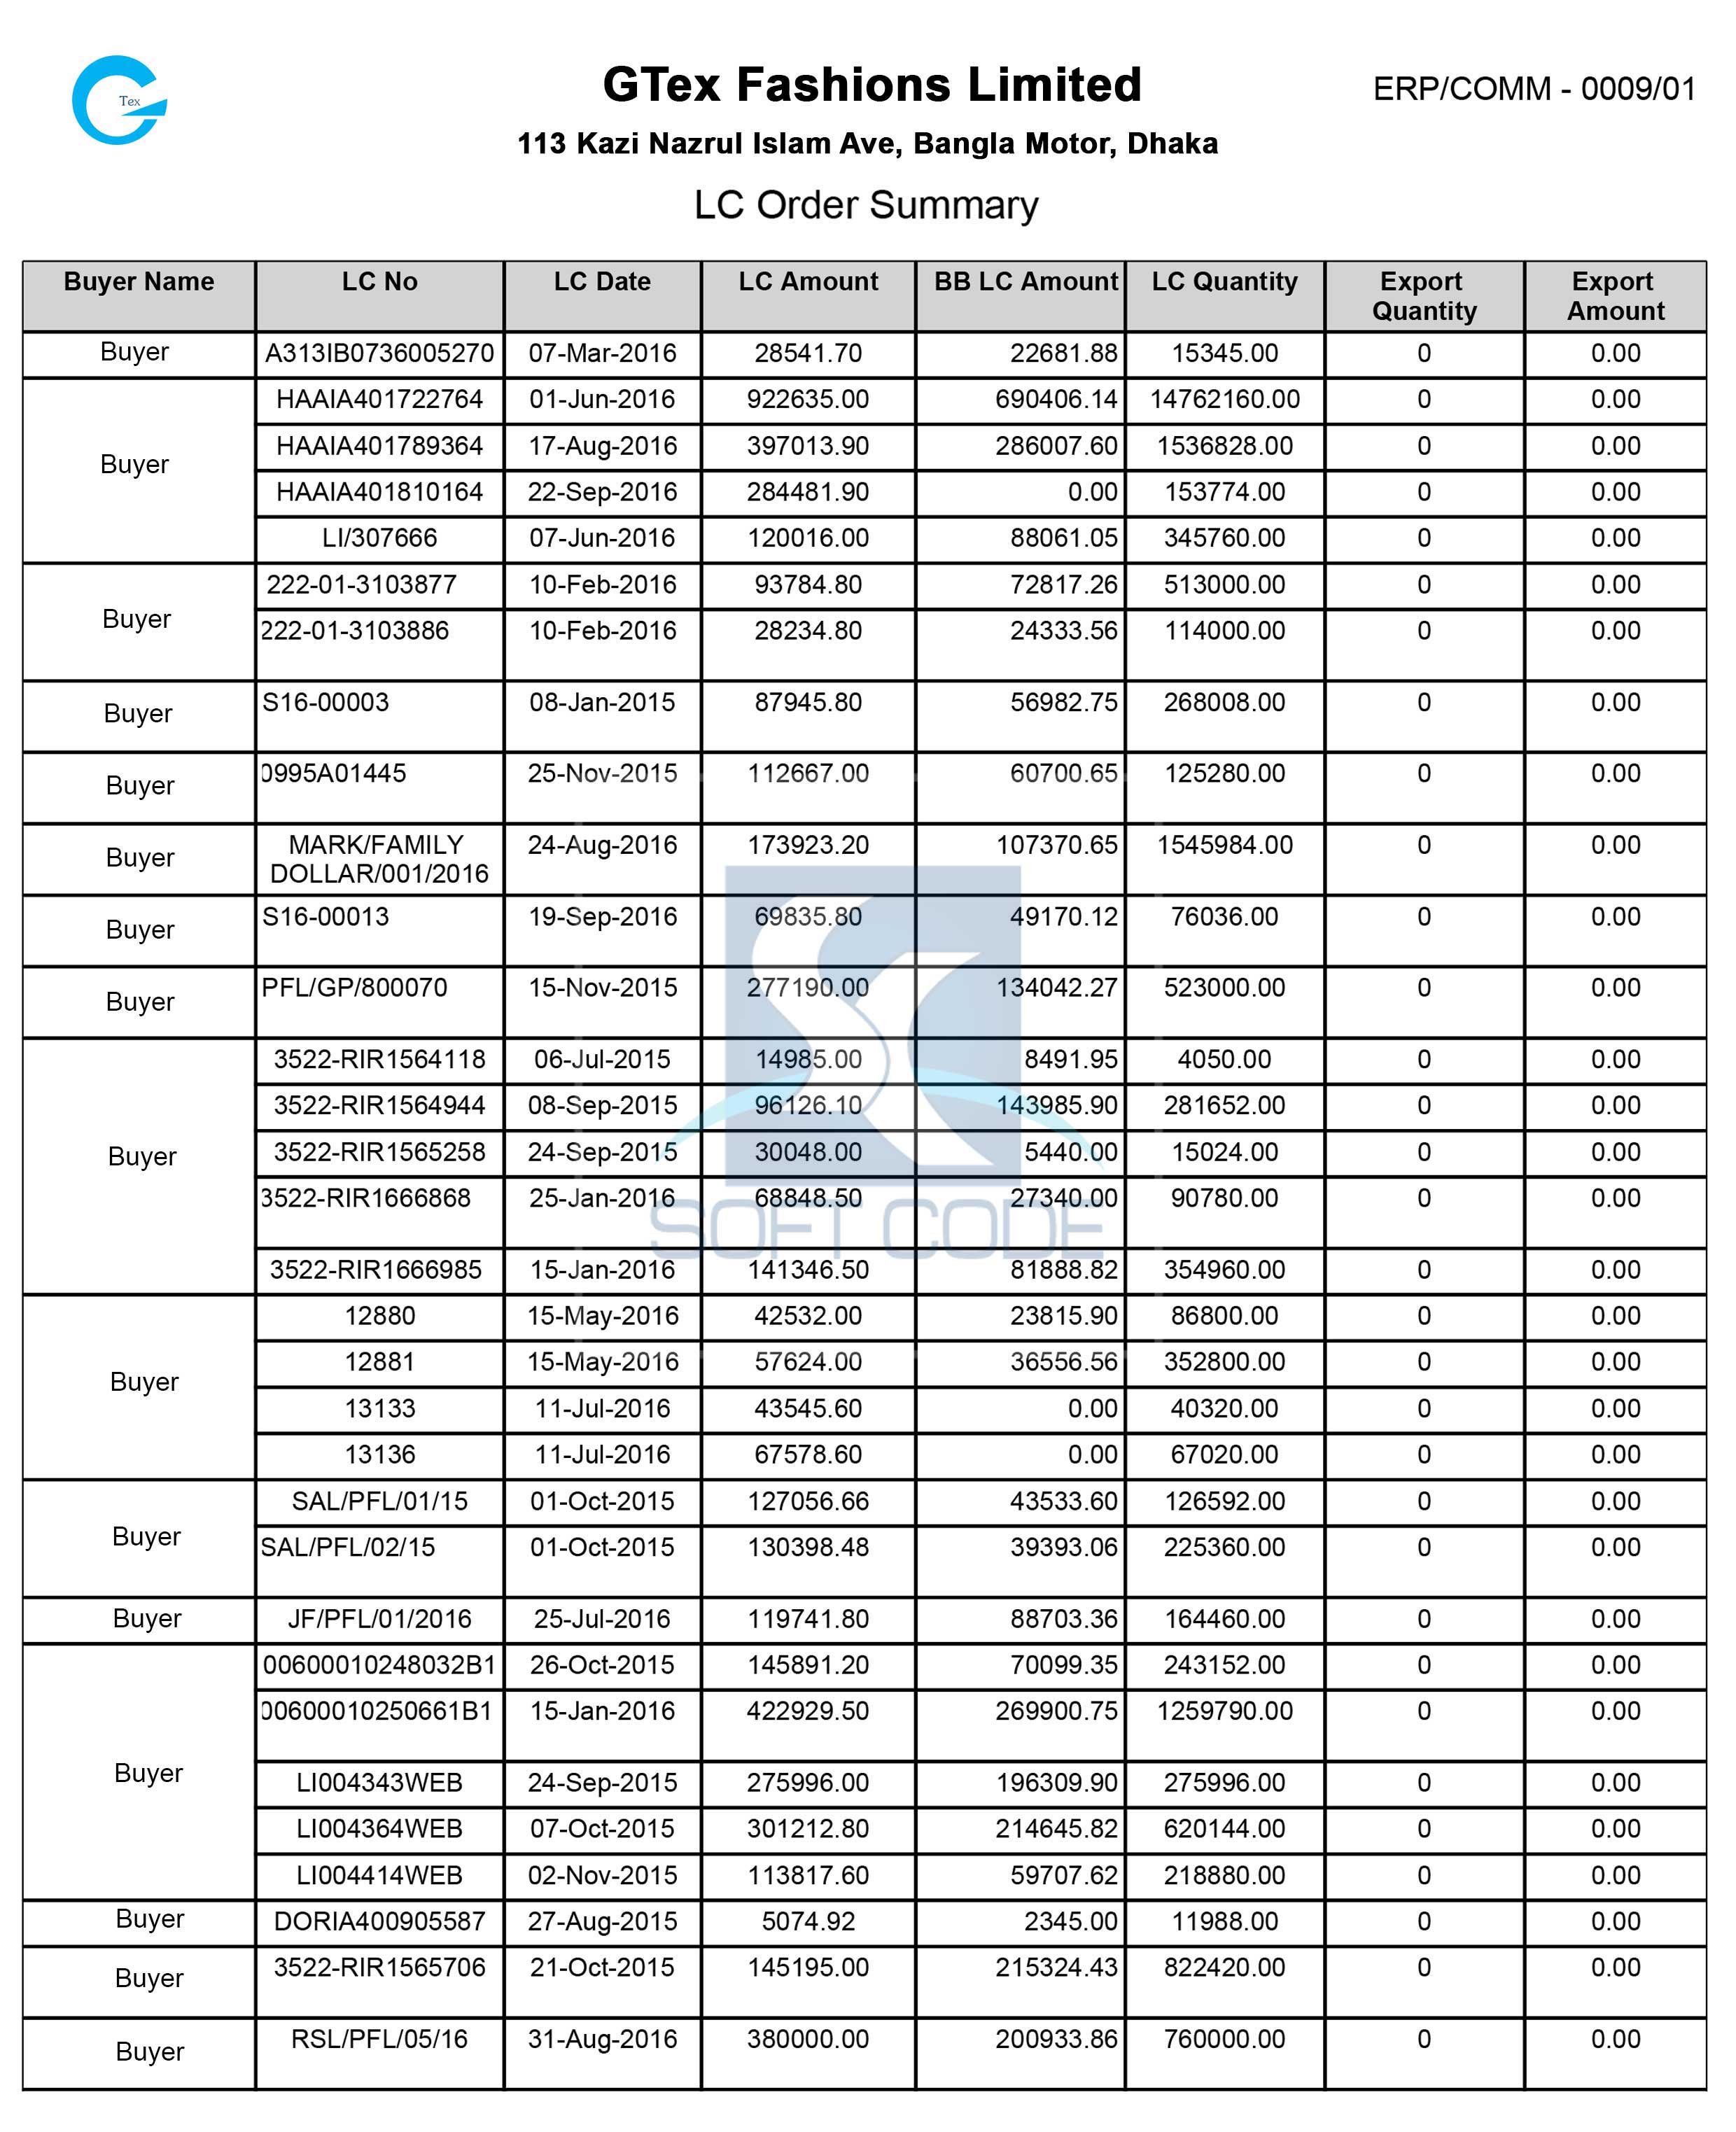 Tex
GTex Fashions Limited
ERP/COMM - 0009/01
113 Kazi Nazrul Islam Ave, Bangla Motor, Dhaka
LC Order Summary
Buyer Name LC No LC Date LC Amount BB LC Amount LC Quantity Export Quantity Export Amount
Buyer A313IB0736005270 07-Mar-2016 28541.70 22681.88 15345.00 0 0.00
Buyer HAAIA401722764 01-Jun-2016 922635.00 690406.14 14762160.00 0 0.00
HAAIA401789364 17-Aug-2016 397013.90 286007.60 1536828.00 0 0.00
HAAIA401810164 22-Sep-2016 284481.90 0.00 153774.00 0 0.00
LI/307666 07-Jun-2016 120016.00 88061.05 345760.00 0 0.00
Buyer 222-01-3103877 10-Feb-2016 93784.80 72817.26 513000.00 0 0.00
222-01-3103886 10-Feb-2016 28234.80 24333.56 114000.00 0 0.00
Buyer S16-00003 08-Jan-2015 87945.80 56982.75 268008.00 0 0.00
Buyer 0995A01445 25-Nov-2015 112667.00 60700.65 125280.00 0 0.00
Buyer MARK/FAMILY DOLLAR/001/2016 24-Aug-2016 173923.20 107370.65 1545984.00 0 0.00
Buyer S16-00013 19-Sep-2016 69835.80 49170.12 76036.00 0 0.00
Buyer PFL/GP/800070 15-Nov-2015 277190.00 134042.27 523000.00 0 0.00
Buyer 3522-RIR1564118 06-Jul-2015 14985.00 8491.95 4050.00 0 0.00
3522-RIR1564944 08-Sep-2015 96126.10 143985.90 281652.00 0 0.00
3522-RIR1565258 24-Sep-2015 30048.00 5440.00 15024.00 0 0.00
3522-RIR1666868 25-Jan-2016 68848.50 27340.00 90780.00 0 0.00
SOFT CODE
3522-RIR1666985 15-Jan-2016 141346.50 81888.82 354960.00 0 0.00
Buyer 12880 15-May-2016 42532.00 23815.90 86800.00 0 0.00
12881 15-May-2016 57624.00 36556.56 352800.00 0 0.00
13133 11-Jul-2016 43545.60 0.00 40320.00 0 0.00
13136 11-Jul-2016 67578.60 0.00 67020.00 0 0.00
Buyer SAL/PFL/01/15 01-Oct-2015 127056.66 43533.60 126592.00 0 0.00
SAL/PFL/02/15 01-Oct-2015 130398.48 39393.06 225360.00 0 0.00
Buyer JF/PFL/01/2016 25-Jul-2016 119741.80 88703.36 164460.00 0 0.00
Buyer 00600010248032B1 26-Oct-2015 145891.20 70099.35 243152.00 0 0.00
00600010250661B1 15-Jan-2016 422929.50 269900.75 1259790.00 0 0.00
LI004343WEB 24-Sep-2015 275996.00 196309.90 275996.00 0 0.00
LI004364WEB 07-Oct-2015 301212.80 214645.82 620144.00 0 0.00
LI004414WEB 02-Nov-2015 113817.60 59707.62 218880.00 0 0.00
Buyer DORIA400905587 27-Aug-2015 5074.92 2345.00 11988.00 0 0.00
Buyer 3522-RIR1565706 21-Oct-2015 145195.00 215324.43 822420.00 0 0.00
Buyer RSL/PFL/05/16 31-Aug-2016 380000.00 200933.86 760000.00 0 0.00